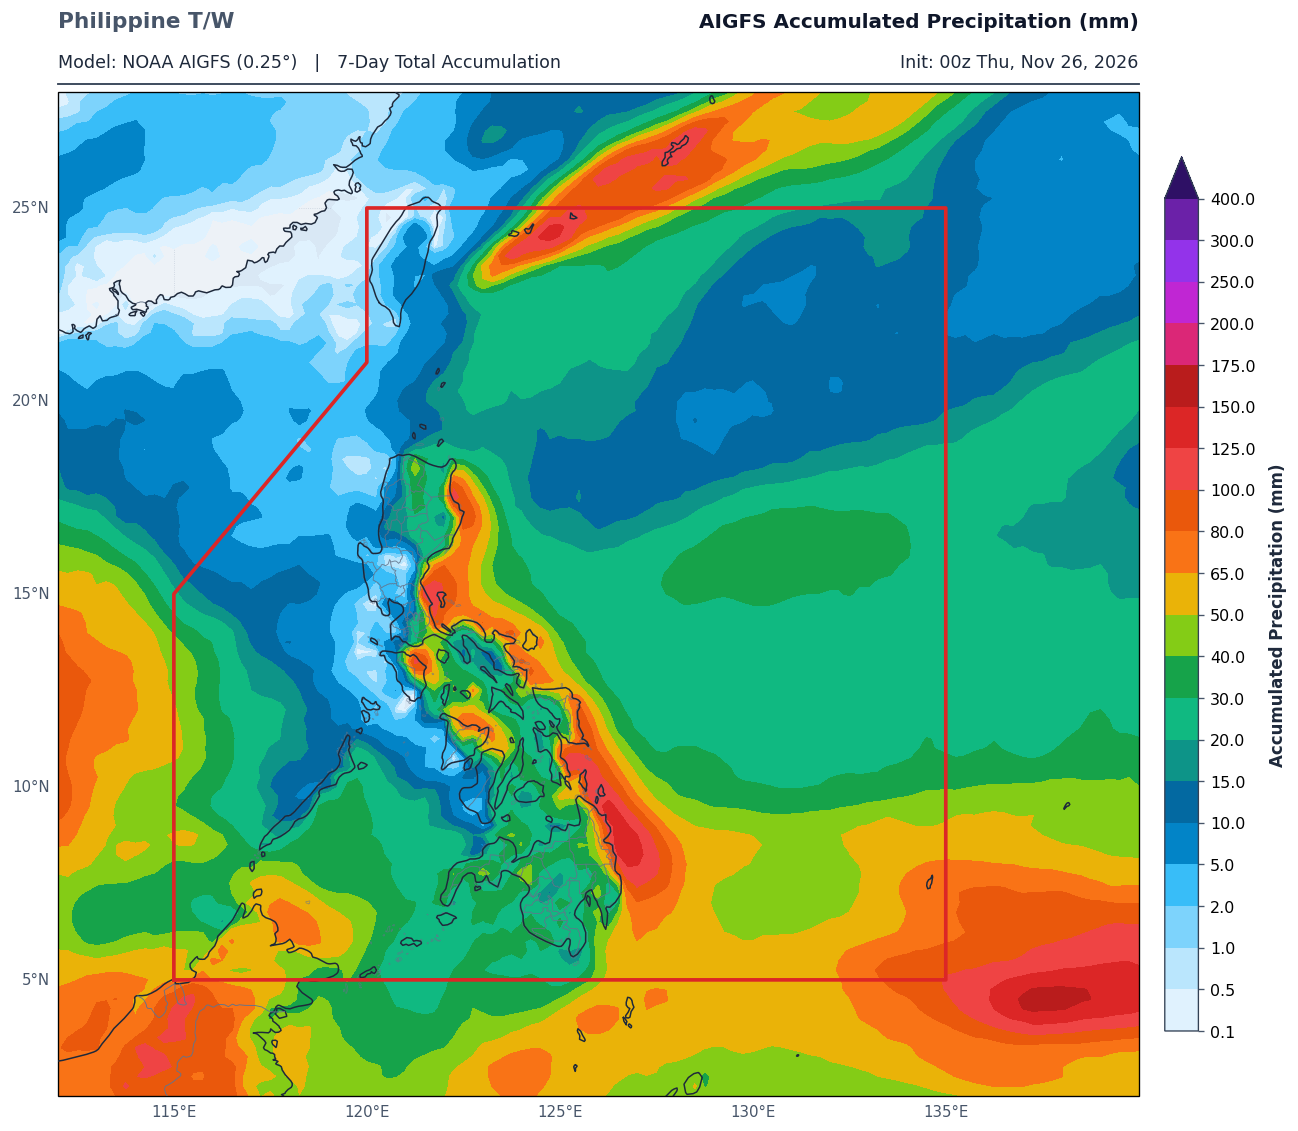 Philippine T/W
AIGFS Accumulated Precipitation (mm)
Model: NOAA AIGFS (0.25°)   |   7-Day Total Accumulation
Init: 00z Thu, Nov 26, 2026
25°N
20°N
15°N
10°N
5°N
115°E
120°E
125°E
130°E
135°E
400.0
300.0
250.0
200.0
175.0
150.0
125.0
100.0
80.0
65.0
50.0
40.0
30.0
20.0
15.0
10.0
5.0
2.0
1.0
0.5
0.1
Accumulated Precipitation (mm)